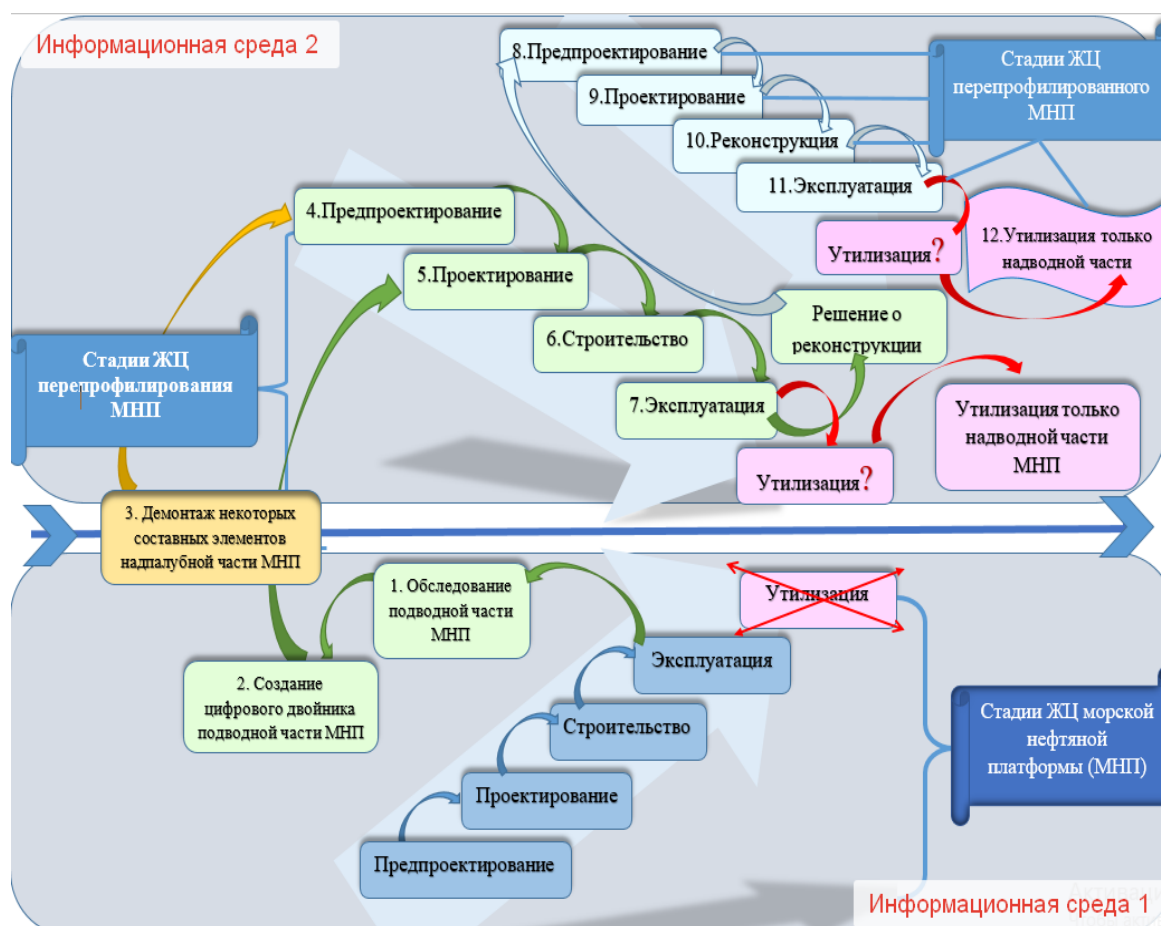 Информационная среда 2
8.Предпроектирование
9.Проектирование
10.Реконструкция
11.Эксплуатация
Стадии ЖЦ
перепрофилированного
МНП
Утилизация?
12.Утилизация только
надводной части
4.Предпроектирование
5.Проектирование
6.Строительство
7.Эксплуатация
Решение о
реконструкции
Утилизация?
Утилизация только
надводной части
МНП
Стадии ЖЦ
перепрофилирования
МНП
3. Демонтаж некоторых
составных элементов
надпалубной части МНП
1. Обследование
подводной части
МНП
2. Создание
цифрового двойника
подводной части МНП
Утилизация
Эксплуатация
Строительство
Проектирование
Предпроектирование
Стадии ЖЦ морской
нефтяной
платформы (МНП)
Информационная среда 1